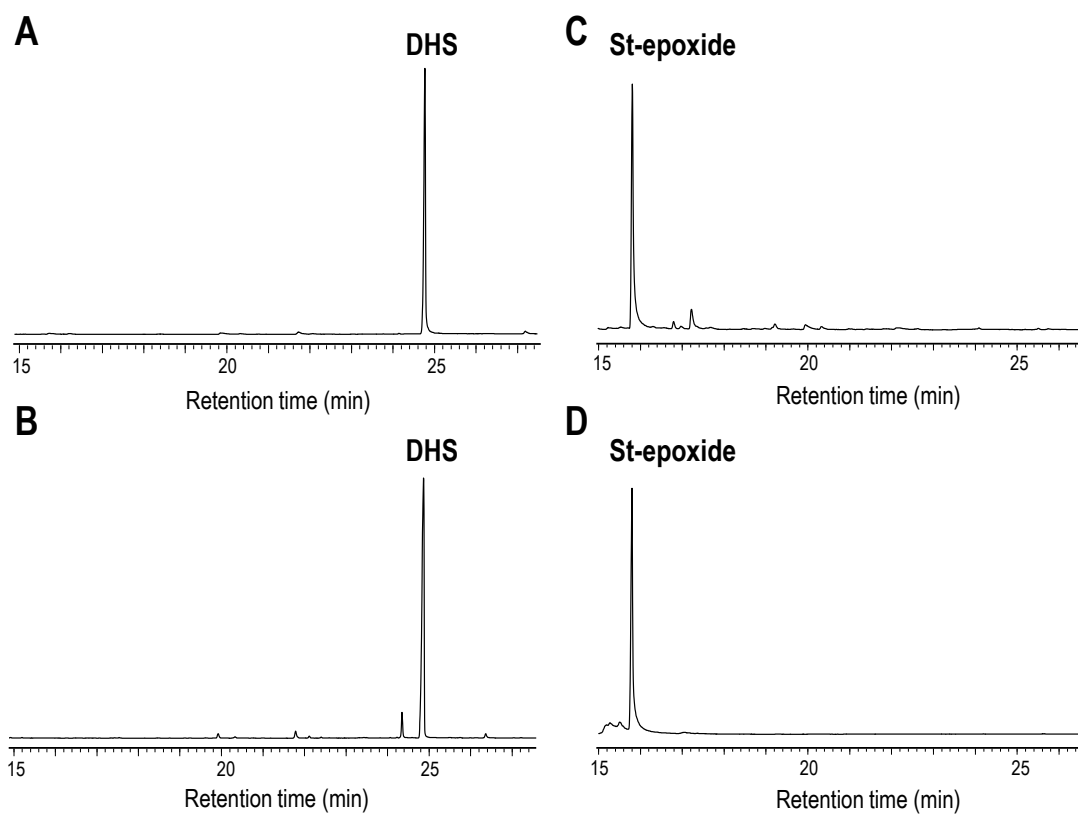 A
DHS
15 20 25
Retention time (min)
B
DHS
15 20 25
Retention time (min)
C
St-epoxide
15 20 25
Retention time (min)
D
St-epoxide
15 20 25
Retention time (min)